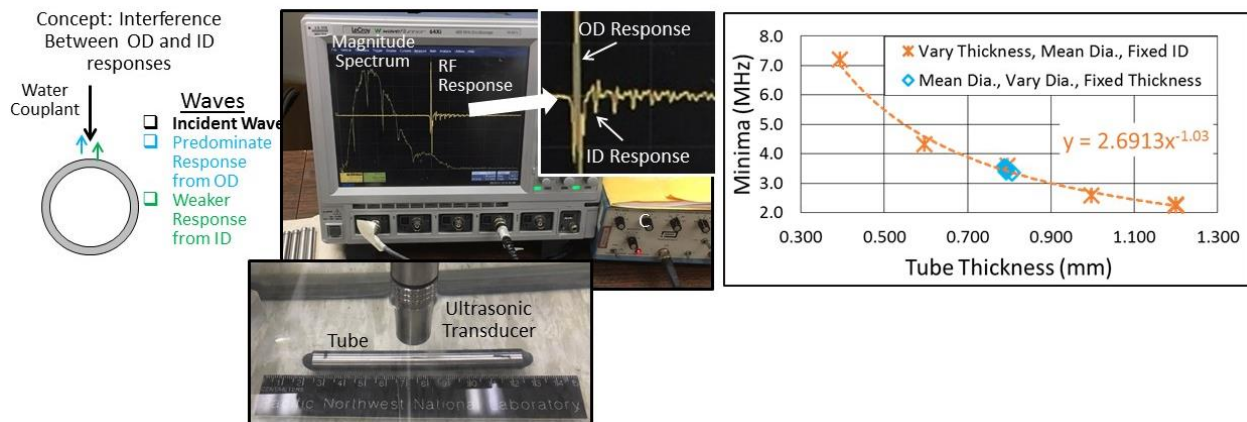 Concept: Interference
Between OD and ID
responses
Water
Couplant
Waves
Incident Wave
Predominate
Response
from OD
Weaker
Response
from ID
LeCroy
Magnitude
Spectrum
RF
Response
OD Response
ID Response
C
Ultrasonic
Transducer
Tube
CENTIMETERS
Pacific Northwest National Laboratory
Minima (MHz)
8.0
7.0
6.0
5.0
4.0
3.0
2.0
Vary Thickness, Mean Dia., Fixed ID
Mean Dia., Vary Dia., Fixed Thickness
y = 2.6913x-1.03
0.300 0.500 0.700 0.900 1.100 1.300
Tube Thickness (mm)